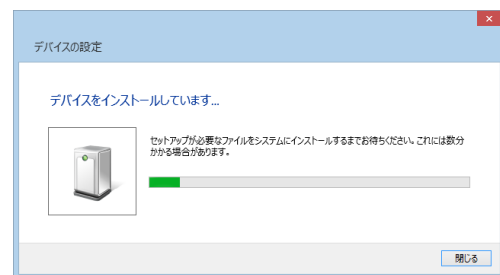 デバイスの設定
デバイスをインストールしています...
セットアップが必要なファイルをシステムにインストールするまでお待ちください。これには数分
かかる場合があります。
閉じる